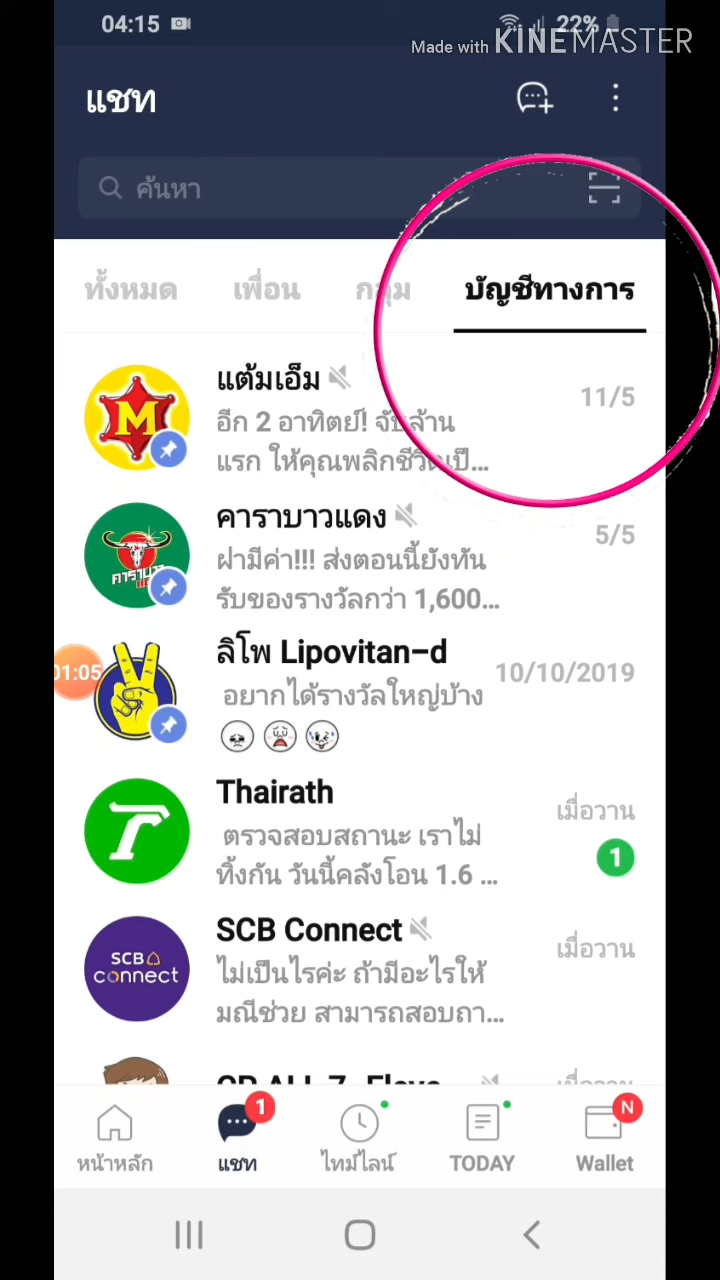 04:15
22%
Made with KINEMASTER
แชท
ค้นหา
ทั้งหมด เพื่อน กลุ่ม บัญชีทางการ
แต้มเอ็ม
11/5
อีก 2 อาทิตย์! จับล้าน
แรก ให้คุณพลิกชีวิตเป็...
M
คาราบาวแดง
5/5
ฝามีค่า!!! ส่งตอนนี้ยังทัน
รับของรางวัลกว่า 1,600...
ลิโพ Lipovitan-d
10/10/2019
01:05
อยากได้รางวัลใหญ่บ้าง
Thairath
เมื่อวาน
ตรวจสอบสถานะ เราไม่
ทิ้งกัน วันนี้คลังโอน 1.6 ...
1
SCB Connect
เมื่อวาน
SCB
connect
ไม่เป็นไรค่ะ ถ้ามีอะไรให้
มณีช่วย สามารถสอบถา...
เมื่อวาน
1
N
หน้าหลัก แชท ไทม์ไลน์ TODAY Wallet